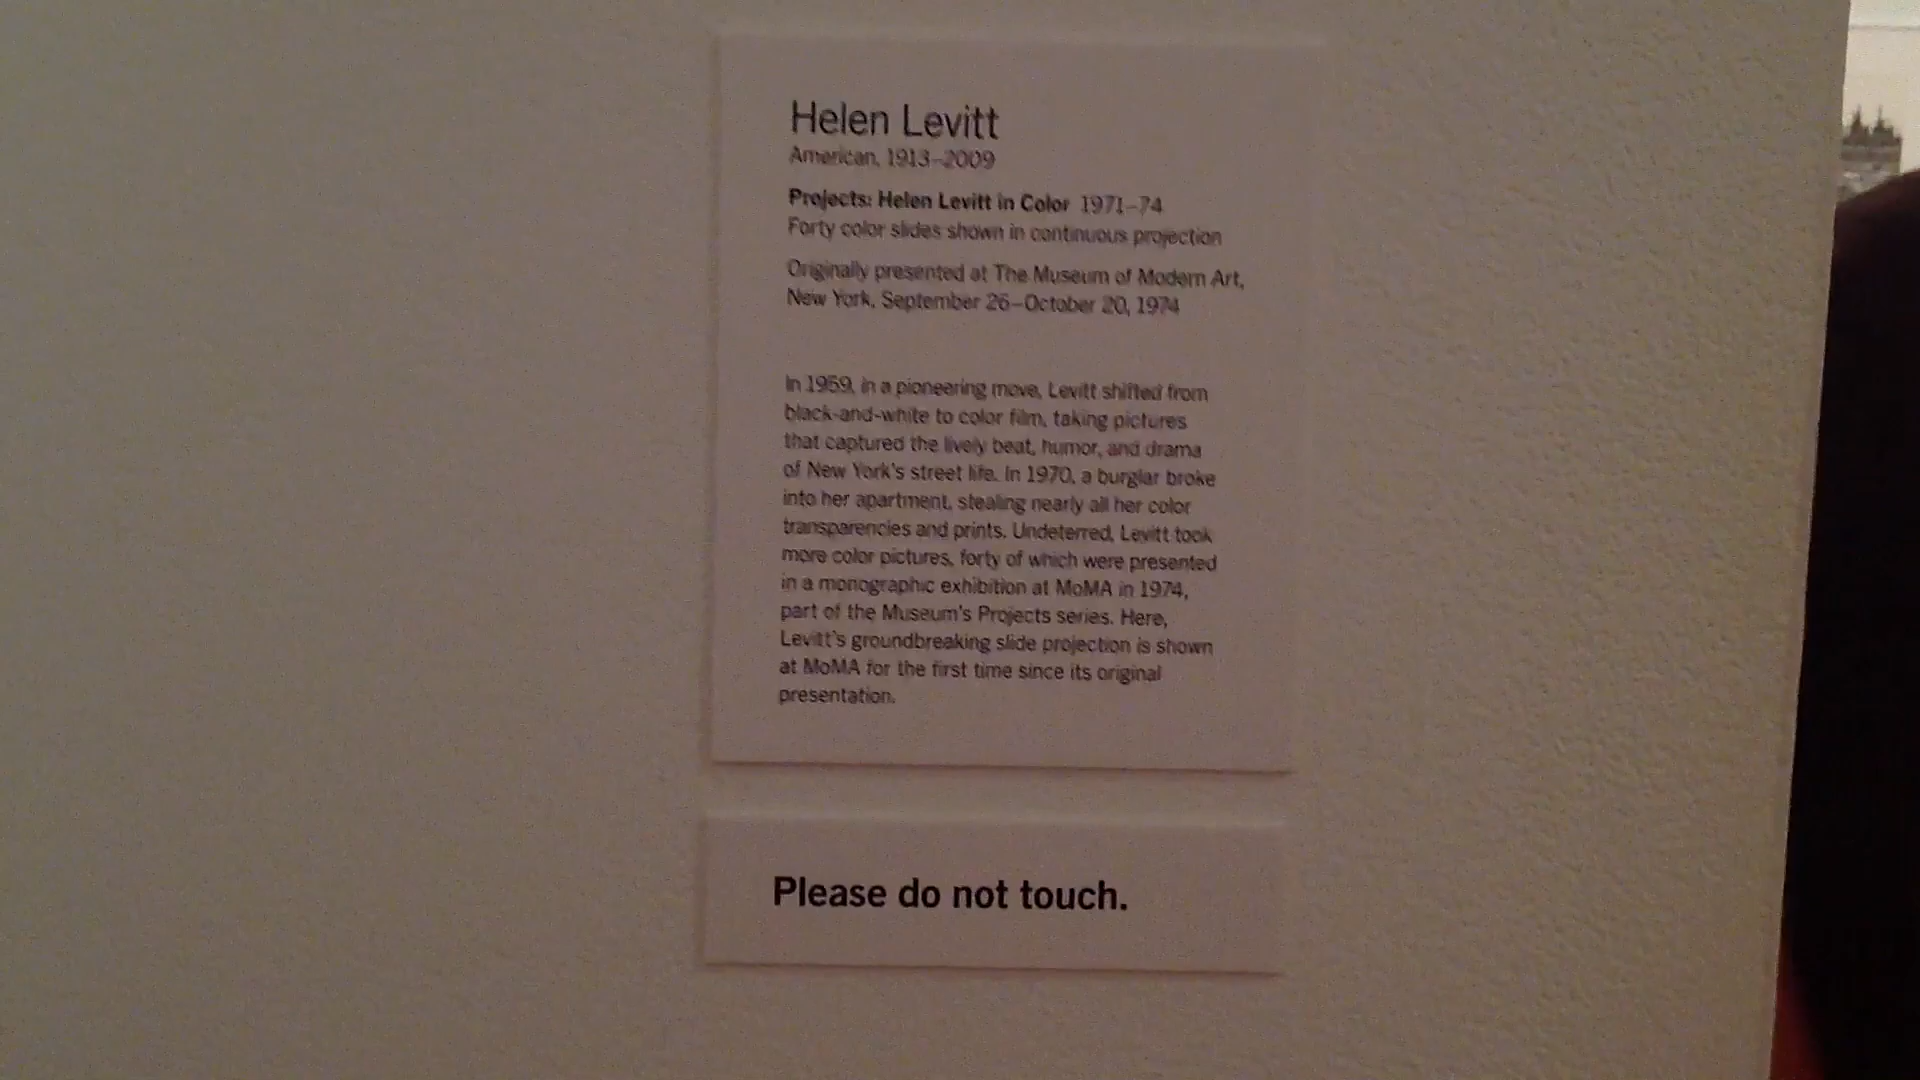 Helen Levitt
American, 1913–2009
Projects: Helen Levitt in Color 1971–74
Forty color slides shown in continuous projection
Originally presented at The Museum of Modern Art,
New York, September 26–October 20, 1974
In 1959, in a pioneering move, Levitt shifted from
black-and-white to color film, taking pictures
that captured the lively beat, humor, and drama
of New York's street life. In 1970, a burglar broke
into her apartment, stealing nearly all her color
transparencies and prints. Undeterred, Levitt took
more color pictures, forty of which were presented
in a monographic exhibition at MoMA in 1974,
part of the Museum's Projects series. Here,
Levitt's groundbreaking slide projection is shown
at MoMA for the first time since its original
presentation.
Please do not touch.